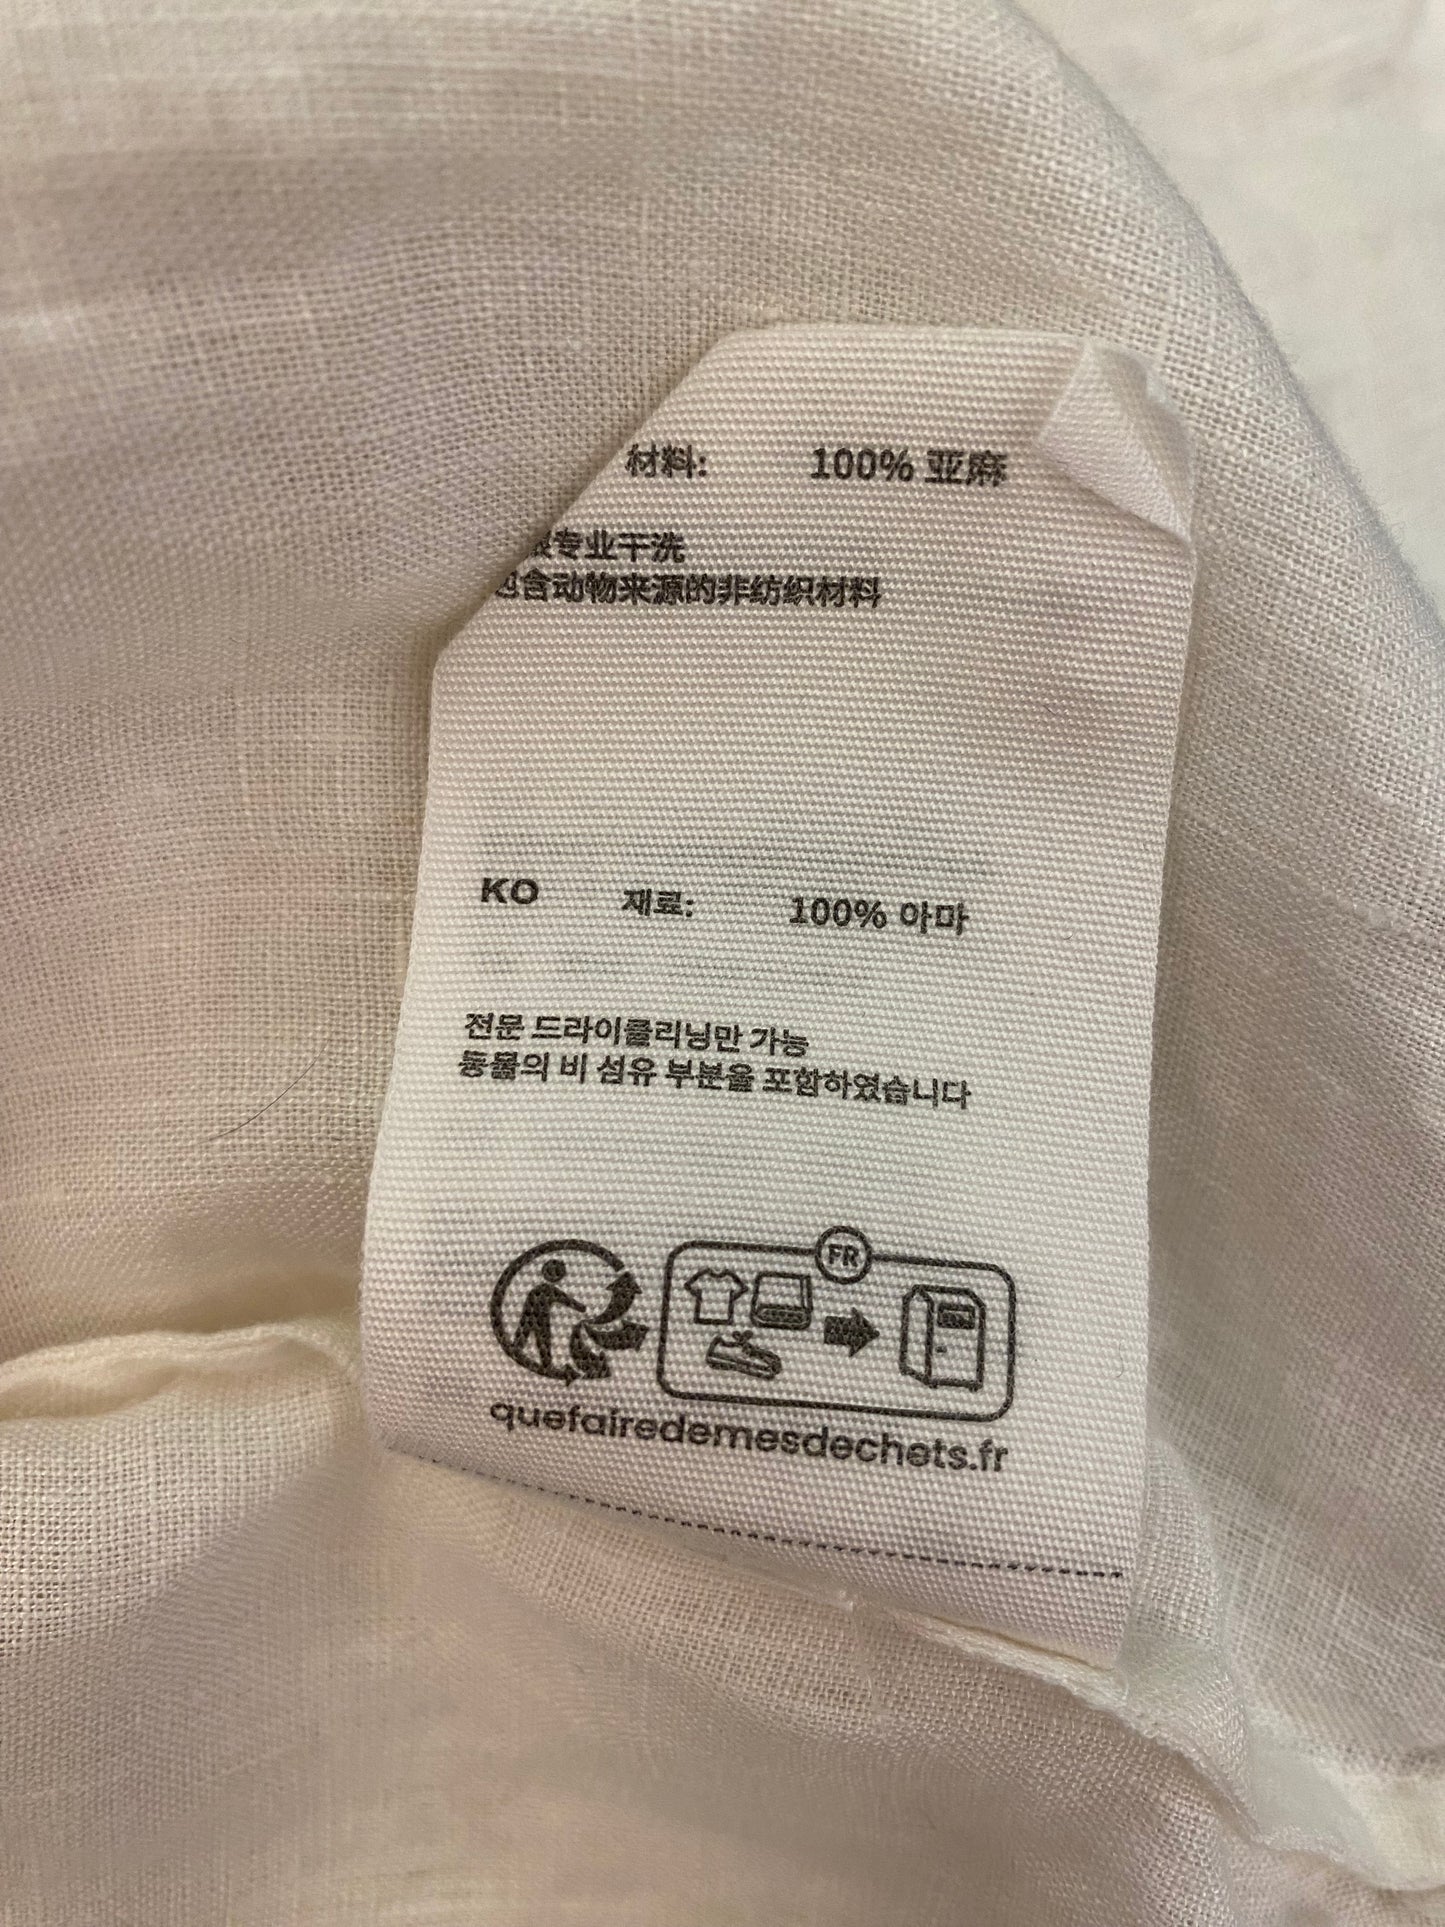 材料: 100% 亚麻
专业干洗
包含动物来源的非纺织材料
KO 재료: 100% 아마
전문 드라이클리닝만 가능
동물의 비 섬유 부분을 포함하였습니다
FR
quefairedemesdechets.fr